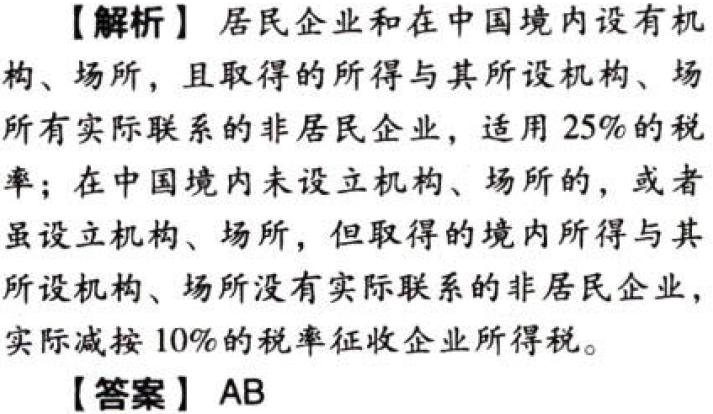 【解析】 居民企业和在中国境内设有机
构、场所，且取得的所得与其所设机构、场
所有实际联系的非居民企业，适用 25%的税
率；在中国境内未设立机构、场所的，或者
虽设立机构、场所，但取得的境内所得与其
所设机构、场所没有实际联系的非居民企业，
实际减按 10%的税率征收企业所得税。
【答案】 AB